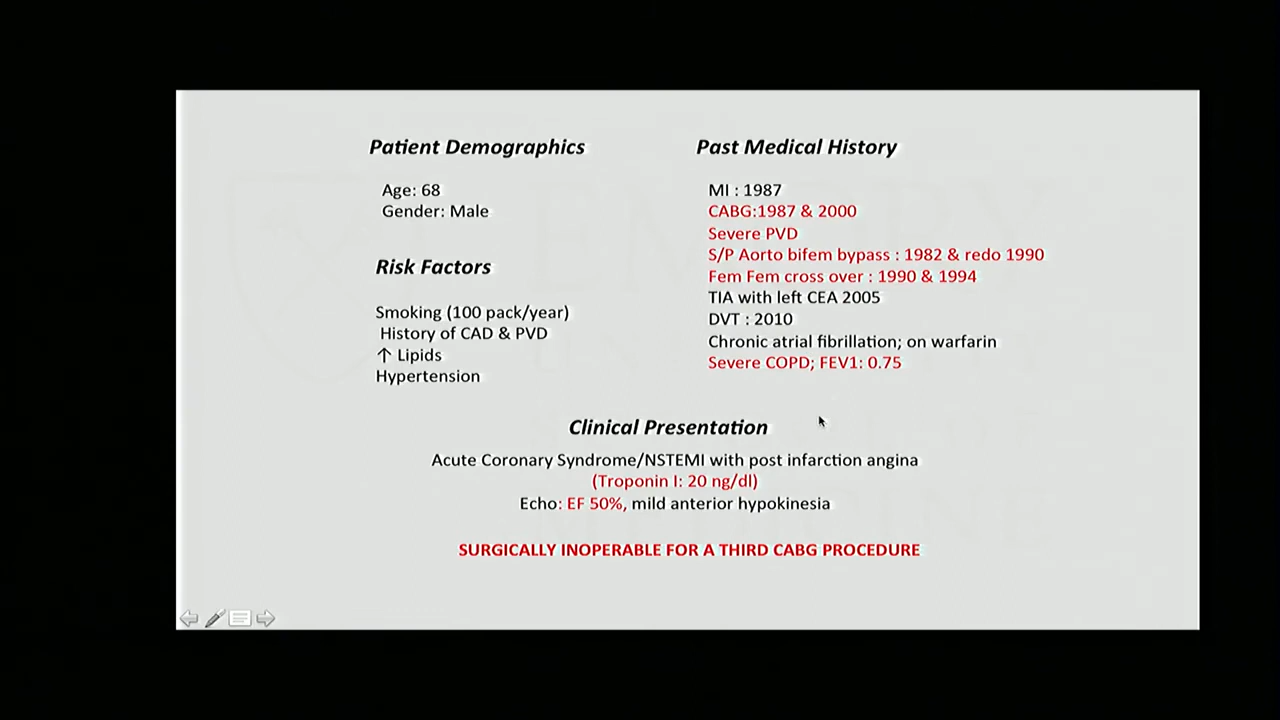 Patient Demographics
Age: 68
Gender: Male
Risk Factors
Smoking (100 pack/year)
History of CAD & PVD
↑ Lipids
Hypertension
Past Medical History
MI : 1987
CABG:1987 & 2000
Severe PVD
S/P Aorto bifem bypass : 1982 & redo 1990
Fem Fem cross over : 1990 & 1994
TIA with left CEA 2005
DVT : 2010
Chronic atrial fibrillation; on warfarin
Severe COPD; FEV1: 0.75
Clinical Presentation
Acute Coronary Syndrome/NSTEMI with post infarction angina
(Troponin I: 20 ng/dl)
Echo: EF 50%, mild anterior hypokinesia
SURGICALLY INOPERABLE FOR A THIRD CABG PROCEDURE